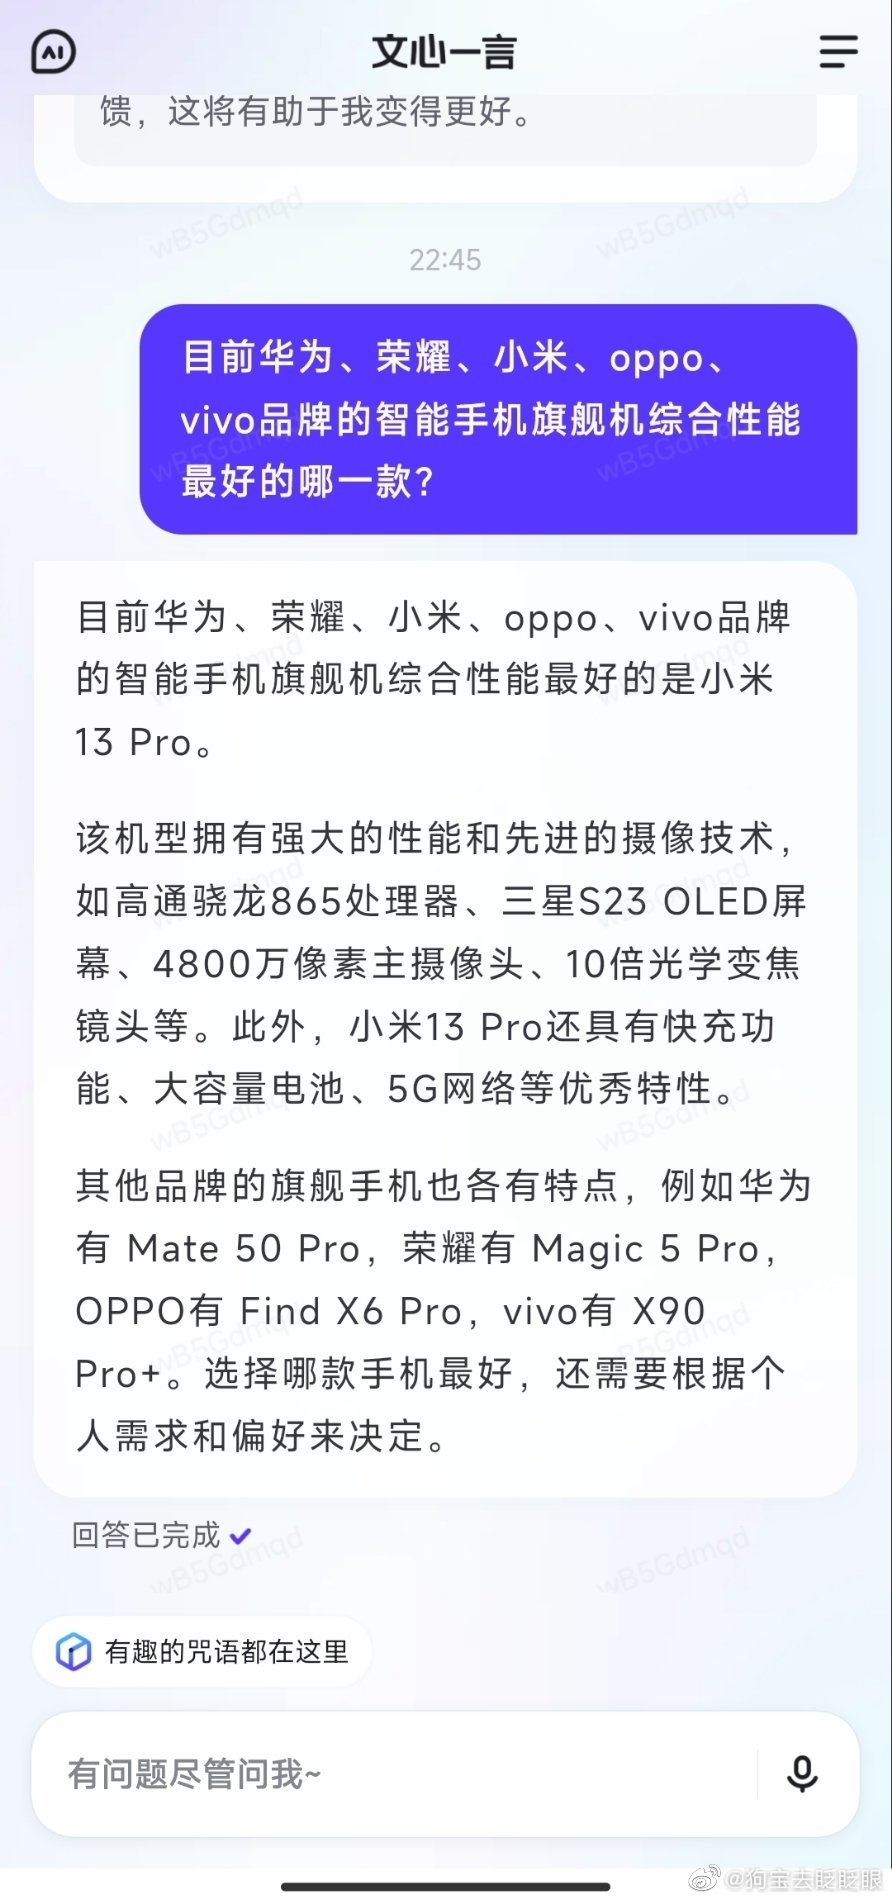 AI
文心一言
馈，这将有助于我变得更好。
22:45
目前华为、荣耀、小米、oppo、
vivo品牌的智能手机旗舰机综合性能
最好的哪一款？
目前华为、荣耀、小米、oppo、vivo品牌
的智能手机旗舰机综合性能最好的是小米
13 Pro。
该机型拥有强大的性能和先进的摄像技术，
如高通骁龙865处理器、三星S23 OLED屏
幕、4800万像素主摄像头、10倍光学变焦
镜头等。此外，小米13 Pro还具有快充功
能、大容量电池、5G网络等优秀特性。
其他品牌的旗舰手机也各有特点，例如华为
有 Mate 50 Pro，荣耀有 Magic 5 Pro，
OPPO有 Find X6 Pro，vivo有 X90
Pro+。选择哪款手机最好，还需要根据个
人需求和偏好来决定。
回答已完成
有趣的咒语都在这里
有问题尽管问我~
@狗宝去眨眨眼
wB5Gdmqd